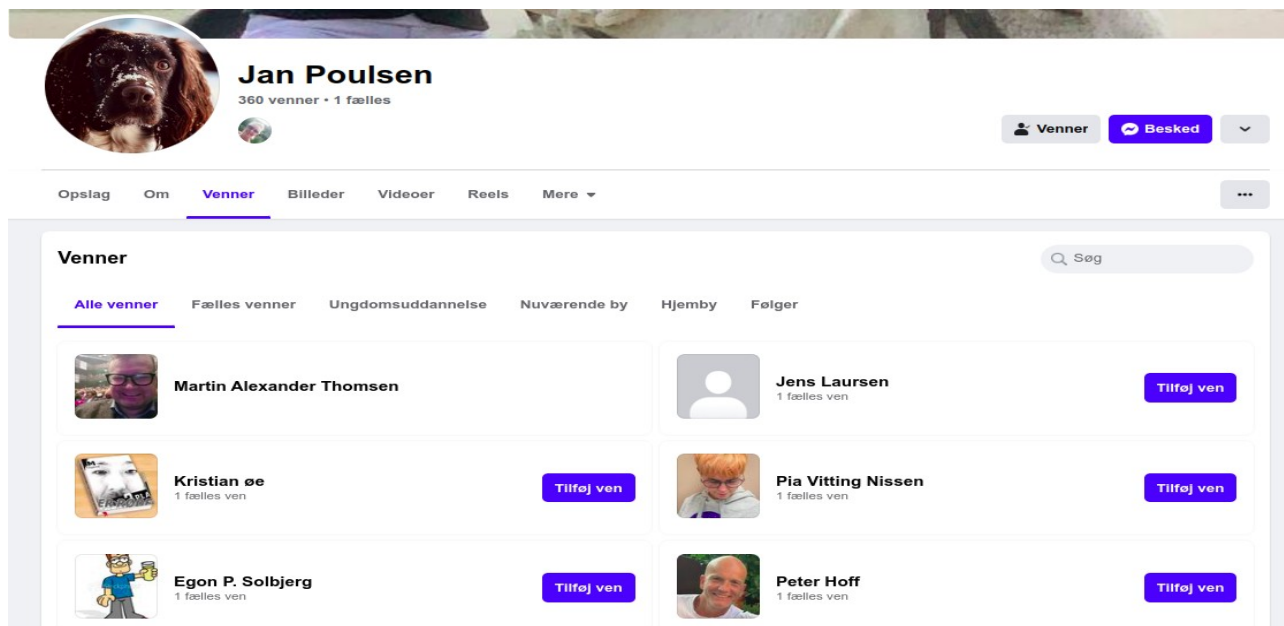 Jan Poulsen
360 venner • 1 fælles
Venner
Besked
Opslag Om Venner Billeder Videoer Reels Mere
Venner
Søg
Alle venner Fælles venner Ungdomsuddannelse Nuværende by Hjemby Følger
Martin Alexander Thomsen
Jens Laursen
1 fælles ven
Tilføj ven
Kristian øe
1 fælles ven
Tilføj ven
Pia Vitting Nissen
1 fælles ven
Tilføj ven
Egon P. Solbjerg
1 fælles ven
Tilføj ven
Peter Hoff
1 fælles ven
Tilføj ven